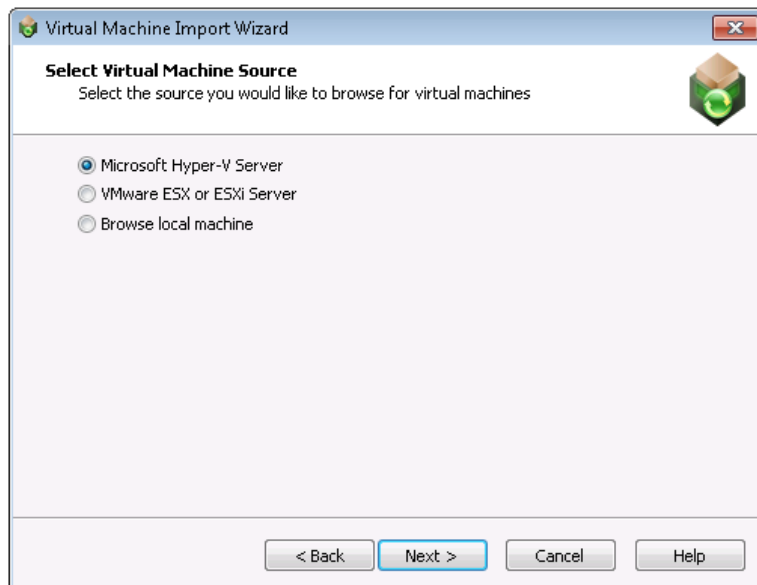 Virtual Machine Import Wizard
Select Virtual Machine Source
Select the source you would like to browse for virtual machines
Microsoft Hyper-V Server
VMware ESX or ESXi Server
Browse local machine
< Back Next > Cancel Help